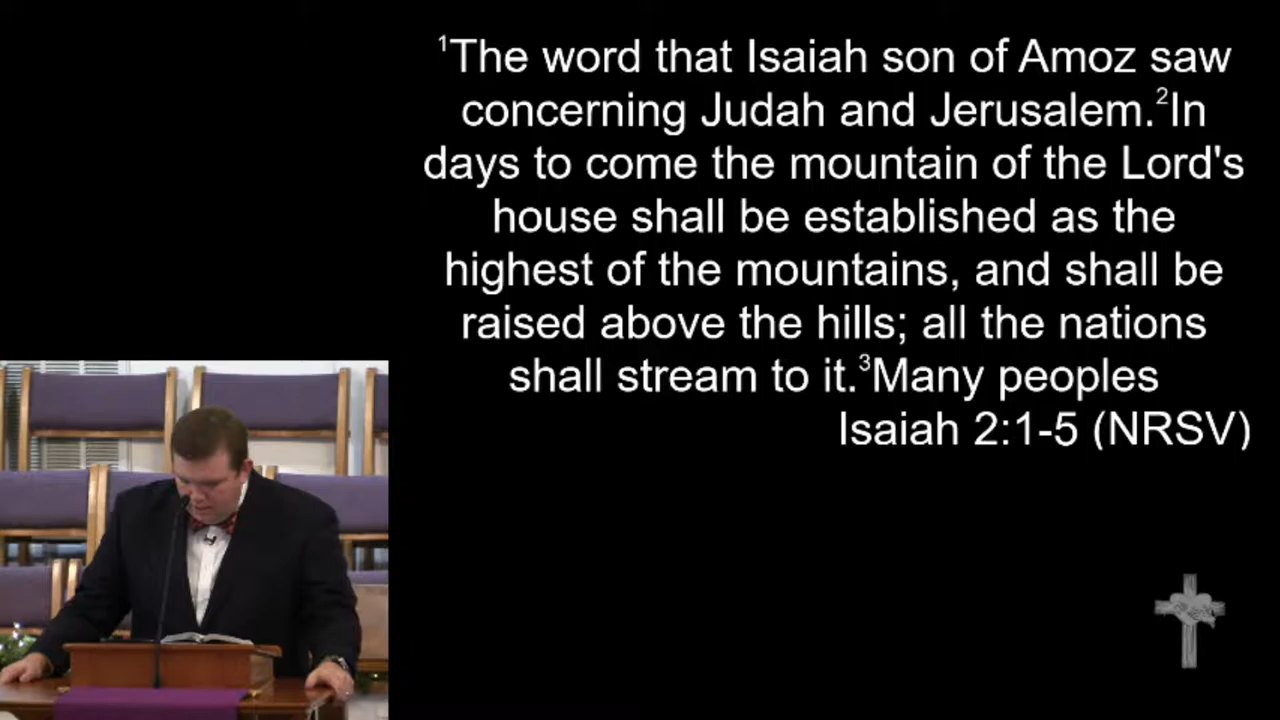 ¹The word that Isaiah son of Amoz saw
concerning Judah and Jerusalem.²In
days to come the mountain of the Lord's
house shall be established as the
highest of the mountains, and shall be
raised above the hills; all the nations
shall stream to it.³Many peoples
Isaiah 2:1-5 (NRSV)